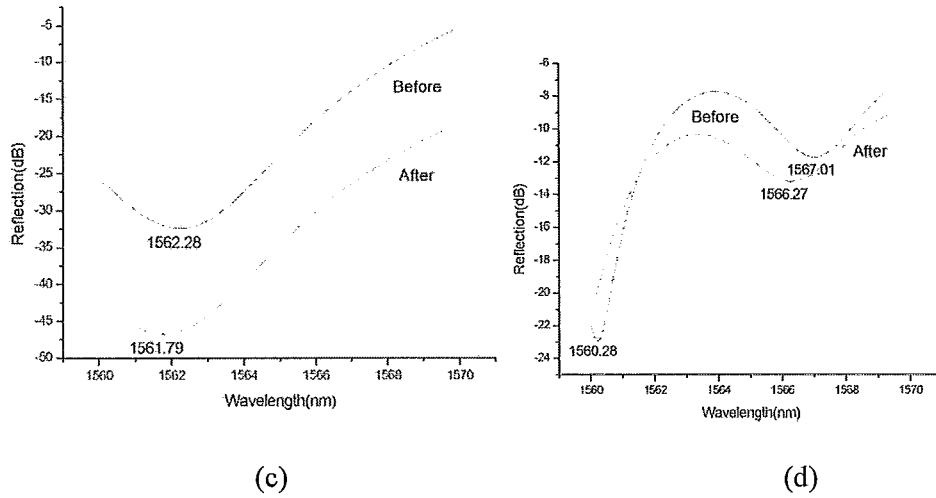 -5
-10
-15
-20
-25
-30
-35
-40
-45
-50
Reflection(dB)
Before
After
1562.28
1561.79
1560 1562 1564 1566 1568 1570
Wavelength(nm)
(c)
-6
-8
-10
-12
-14
-16
-18
-20
-22
-24
Reflection(dB)
Before
After
1567.01
1566.27
1560.28
1560 1562 1564 1566 1568 1570
Wavelength(nm)
(d)